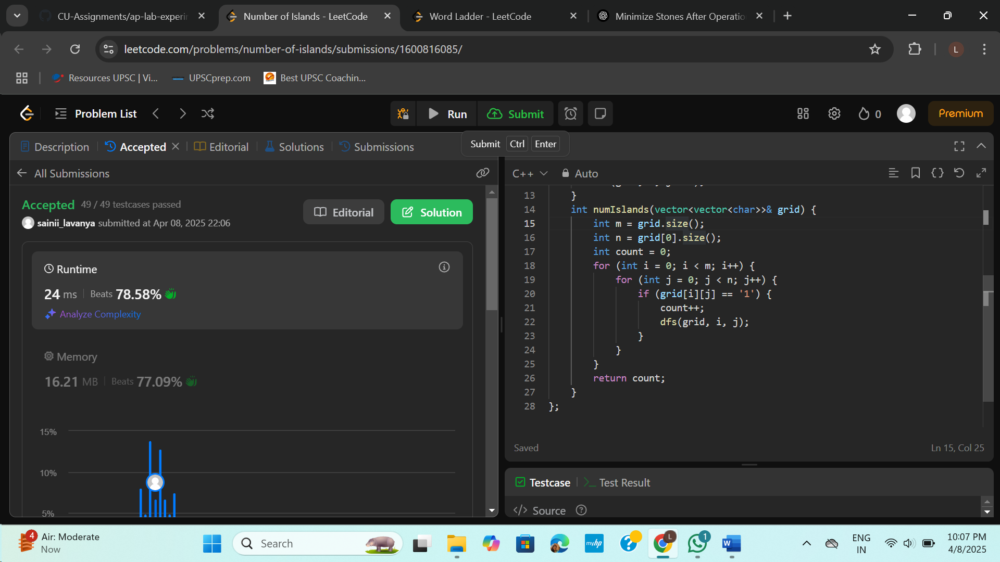 CU-Assignments/ap-lab-experin
Number of Islands - LeetCode
Word Ladder - LeetCode
Minimize Stones After Operatio
leetcode.com/problems/number-of-islands/submissions/1600816085/
L
Resources UPSC | Vi...
UPSCprep.com
Best UPSC Coachin...
Problem List
Run
Submit
0
Premium
Description
Accepted
Editorial
Solutions
Submissions
Submit Ctrl Enter
All Submissions
C++
Auto
Accepted 49 / 49 testcases passed
sainii_lavanya submitted at Apr 08, 2025 22:06
Editorial
Solution
Runtime
24 ms | Beats 78.58%
Analyze Complexity
Memory
16.21 MB | Beats 77.09%
15%
10%
5%
13 }
14 int numIslands(vector<vector<char>>& grid) {
15 int m = grid.size();
16 int n = grid[0].size();
17 int count = 0;
18 for (int i = 0; i < m; i++) {
19 for (int j = 0; j < n; j++) {
20 if (grid[i][j] == '1') {
21 count++;
22 dfs(grid, i, j);
23 }
24 }
25 }
26 return count;
27 }
28 };
Saved
Ln 15, Col 25
Testcase
Test Result
</> Source
4
Air: Moderate
Now
Search
myhp
L
1
W
ENG
IN
10:07 PM
4/8/2025